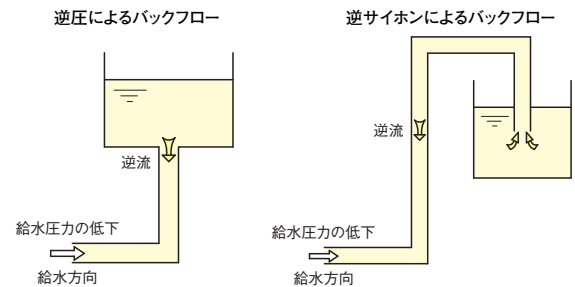 逆圧によるバックフロー
逆流
給水圧力の低下
給水方向
逆サイホンによるバックフロー
逆流
給水圧力の低下
給水方向